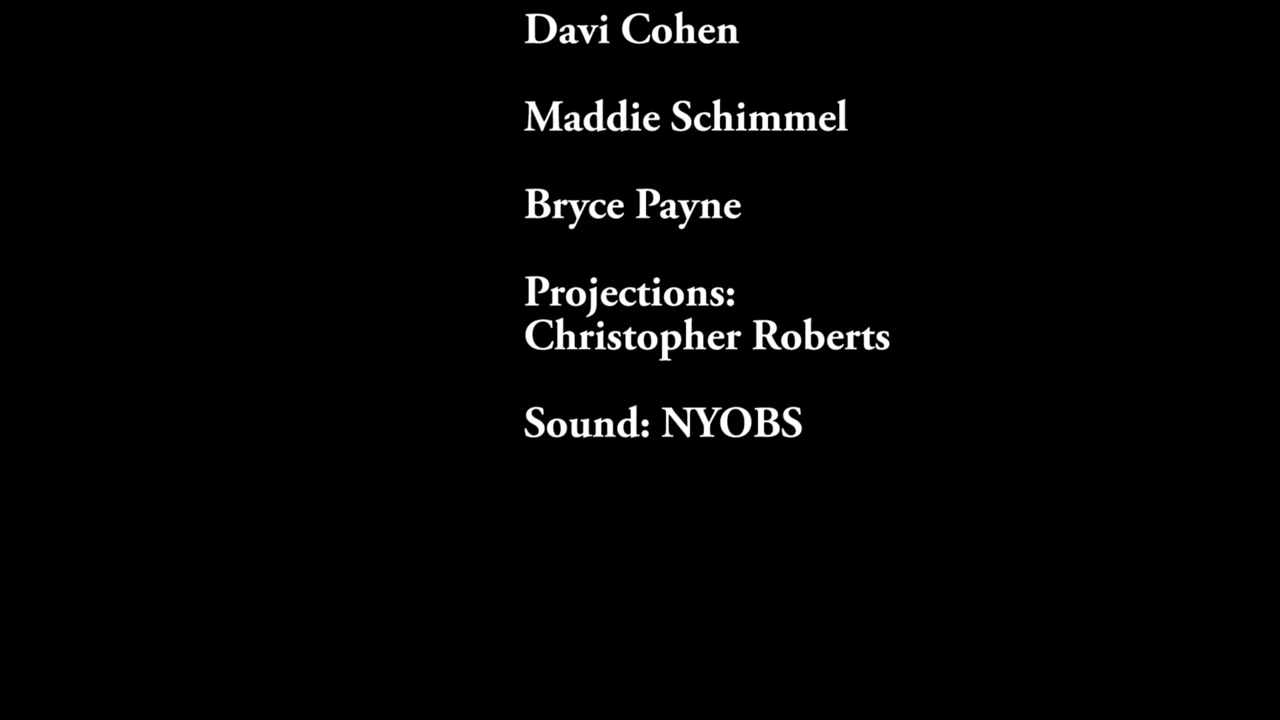 Davi Cohen
Maddie Schimmel
Bryce Payne
Projections:
Christopher Roberts
Sound: NYOBS